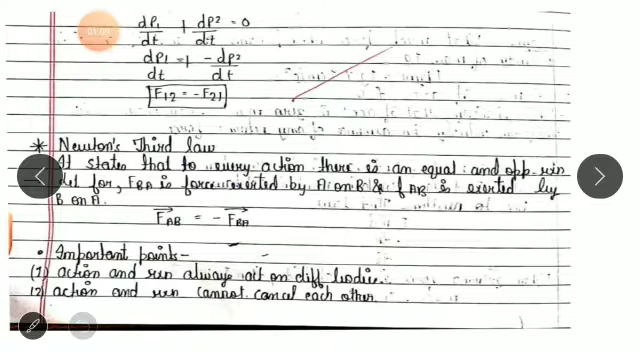 dP1/dt + dP2/dt = 0
dP1/dt = - dP2/dt
F12 = -F21
* Newton's Third law
It states that to every action there is an equal and opp. rxn
let for, FBA is force exerted by A on B & FAB is exerted by
B on A.
FAB = - FBA
• Important points -
(1) action and rxn always act on diff bodies.
(2) action and rxn cannot cancel each other